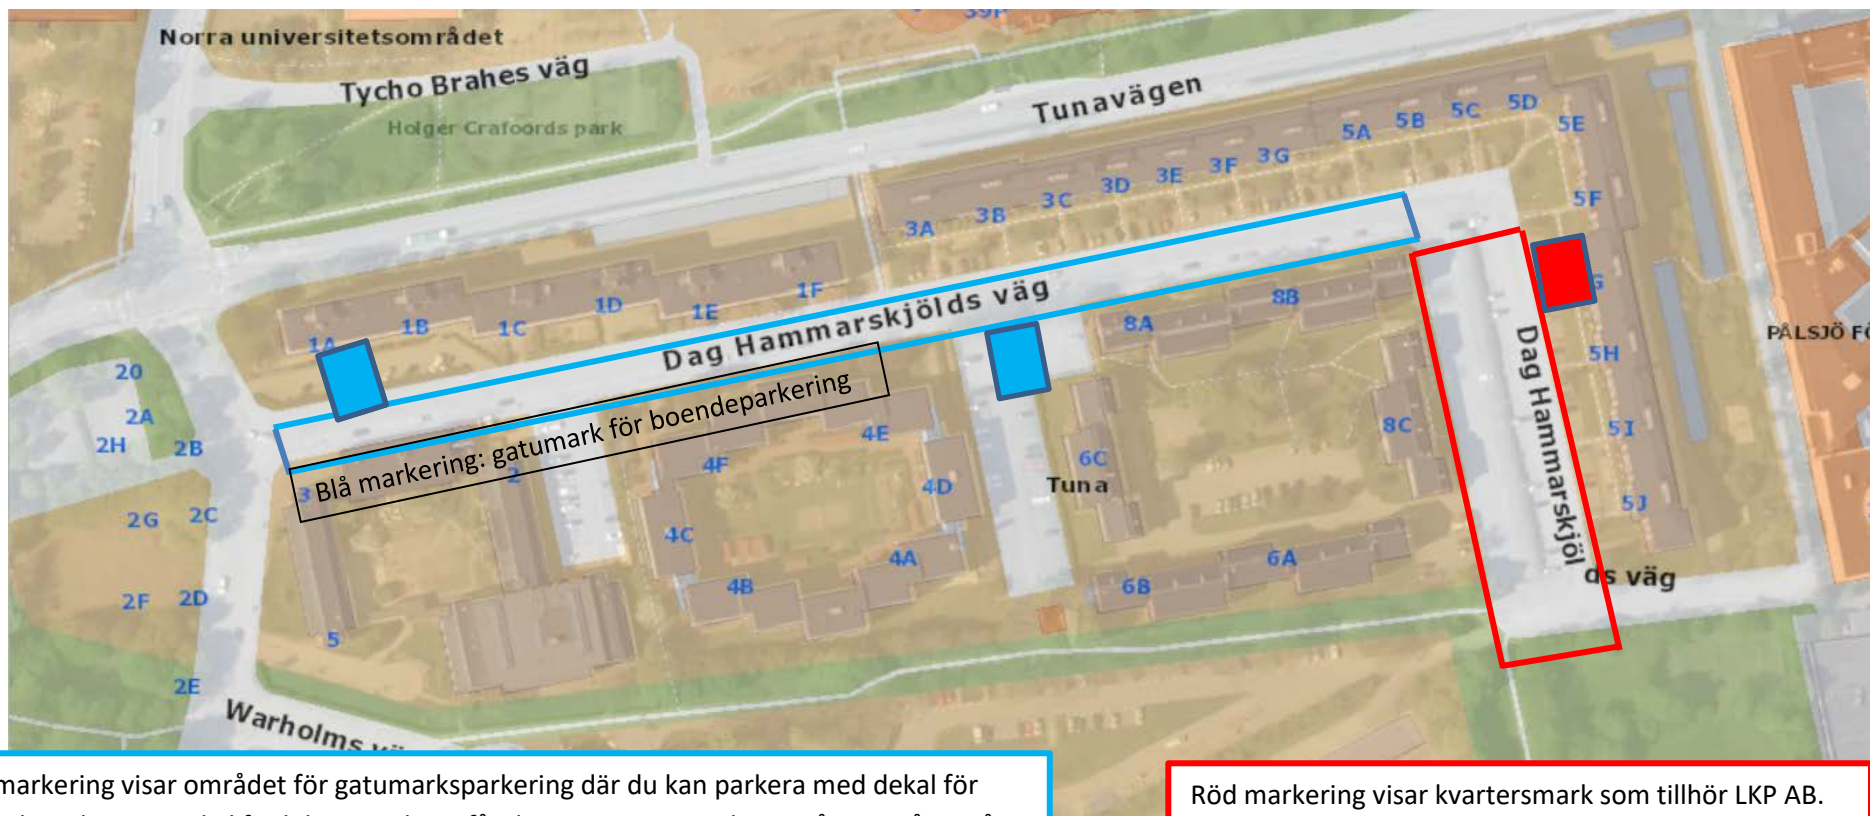 39F
Norra universitetsområdet
Tycho Brahes väg
Holger Crafoords park
Tunavägen
5D
5C
5B
5A
5E
3G
3F
3E
3D
3C
3B
3A
5F
1F
1E
1D
1C
1B
1A
8B
8A
G
Dag Hammarskjölds väg
PÅLSJÖ
5H
20
2A
2H
2B
Blå markering: gatumark för boendeparkering
3
2
4F
4E
4D
6C
Tuna
8C
5I
5J
Dag Hammarskjöl
ds väg
2G
2C
4C
4A
4B
6B
6A
2F
2D
5
2E
Warholms
markering visar området för gatumarksparkering där du kan parkera med dekal för
Röd markering visar kvartersmark som tillhör LKP AB.